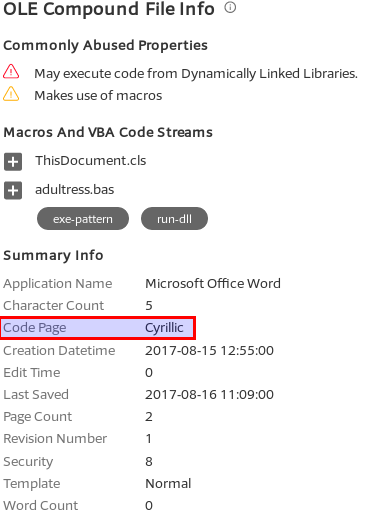 OLE Compound File Info
Commonly Abused Properties
May execute code from Dynamically Linked Libraries.
Makes use of macros
Macros And VBA Code Streams
ThisDocument.cls
adultress.bas
exe-pattern run-dll
Summary Info
Application Name Microsoft Office Word
Character Count 5
Code Page Cyrillic
Creation Datetime 2017-08-15 12:55:00
Edit Time 0
Last Saved 2017-08-16 11:09:00
Page Count 2
Revision Number 1
Security 8
Template Normal
Word Count 0